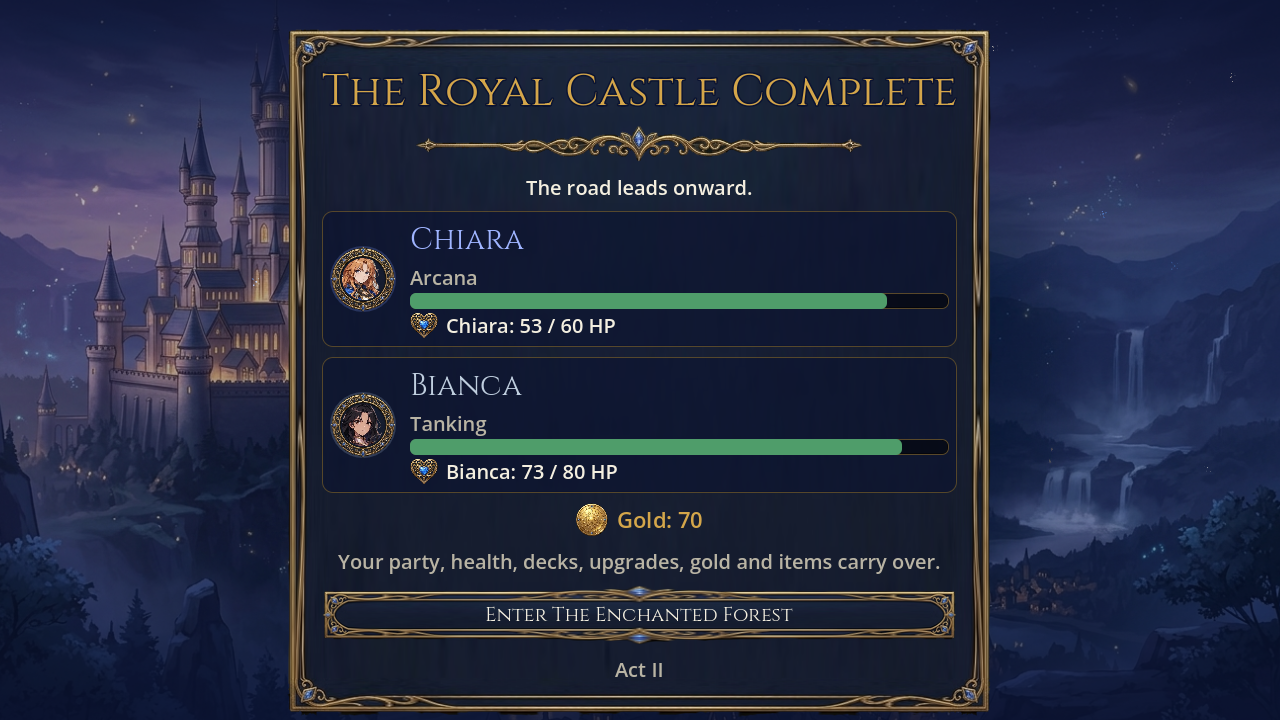 The Royal Castle Complete
The road leads onward.
Chiara
Arcana
Chiara: 53 / 60 HP
Bianca
Tanking
Bianca: 73 / 80 HP
Gold: 70
Your party, health, decks, upgrades, gold and items carry over.
Enter The Enchanted Forest
Act II